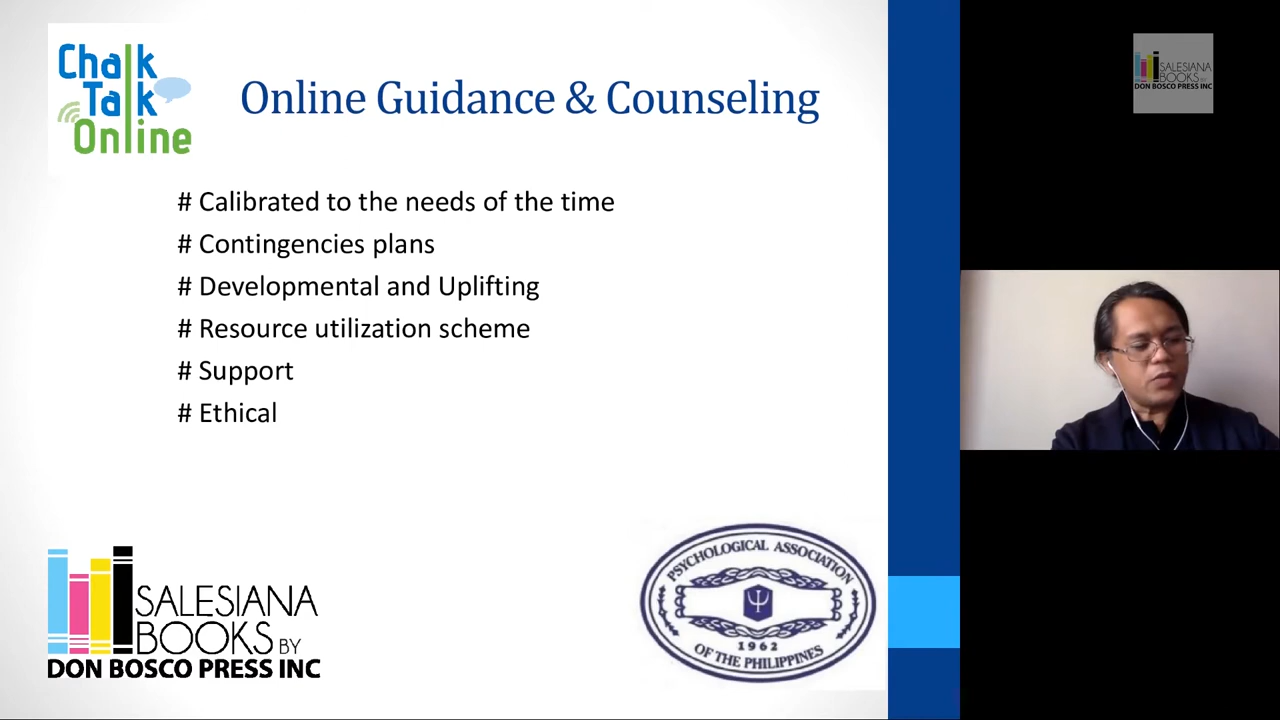 Chalk
Talk
Online
Online Guidance & Counseling
# Calibrated to the needs of the time
# Contingencies plans
# Developmental and Uplifting
# Resource utilization scheme
# Support
# Ethical
SALESIANA
BOOKS BY
DON BOSCO PRESS INC
PSYCHOLOGICAL ASSOCIATION
1962
OF THE PHILIPPINES
SALESIANA
BOOKS BY
DON BOSCO PRESS INC